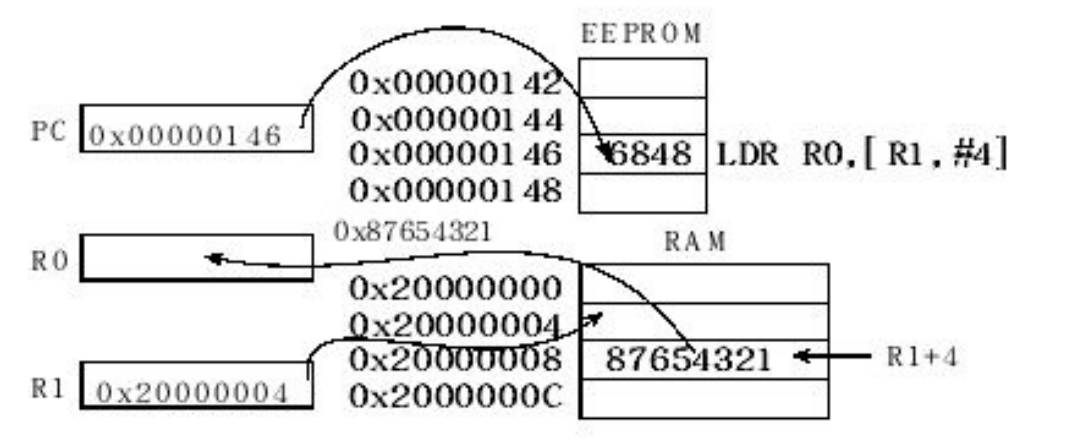 EEPROM
0x00000142
0x00000144
PC 0x00000146
0x00000146 6848 LDR R0,[R1,#4]
0x00000148
0x87654321
RAM
R0
0x20000000
0x20000004
0x20000008 87654321 R1+4
R1 0x20000004
0x2000000C